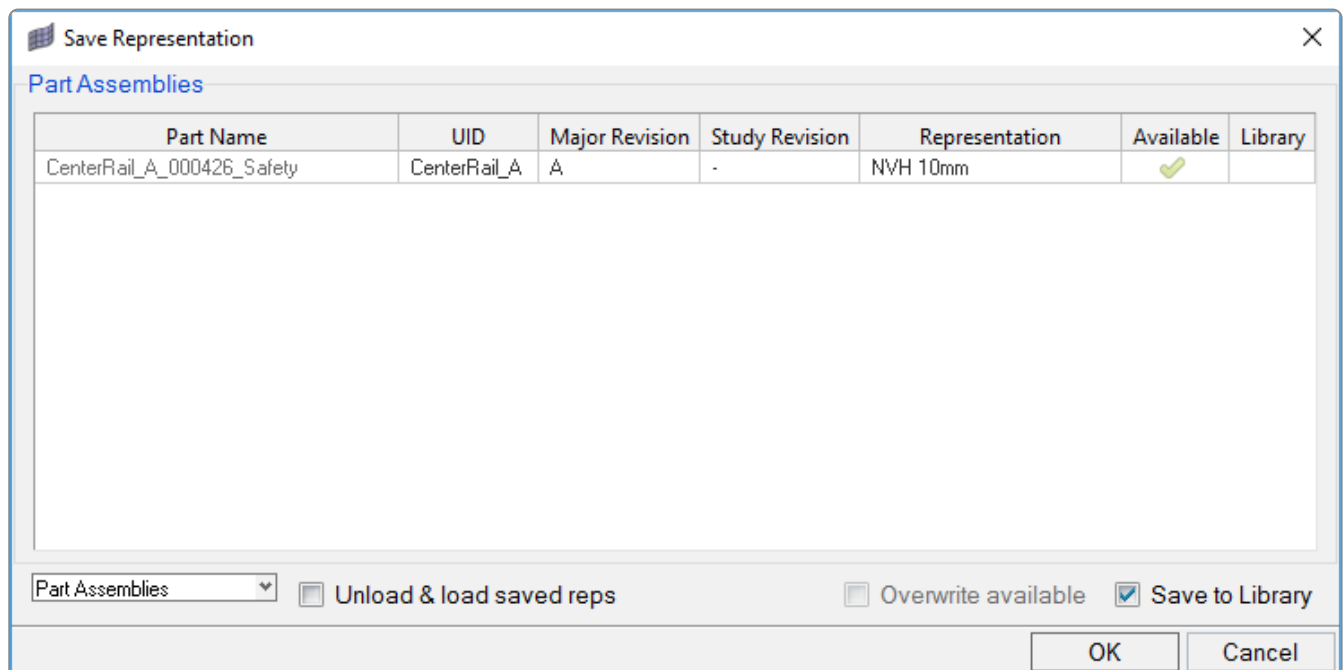 Save Representation
Part Assemblies
Part Name UID Major Revision Study Revision Representation Available Library
CenterRail_A_000426_Safety CenterRail_A A - NVH 10mm
Part Assemblies Unload & load saved reps Overwrite available Save to Library
OK Cancel